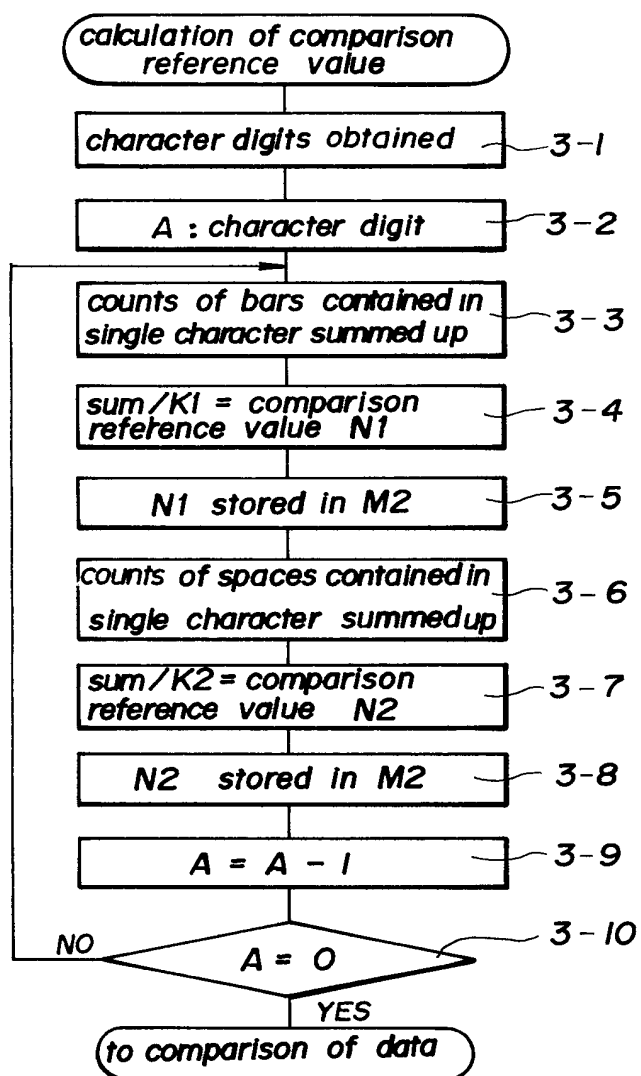 calculation of comparison
reference value
character digits obtained
3-1
A : character digit
3-2
counts of bars contained in
single character summed up
3-3
sum/K1 = comparison
reference value N1
3-4
N1 stored in M2
3-5
counts of spaces contained in
single character summed up
3-6
sum/K2 = comparison
reference value N2
3-7
N2 stored in M2
3-8
A = A - 1
3-9
A = 0
3-10
NO
YES
to comparison of data